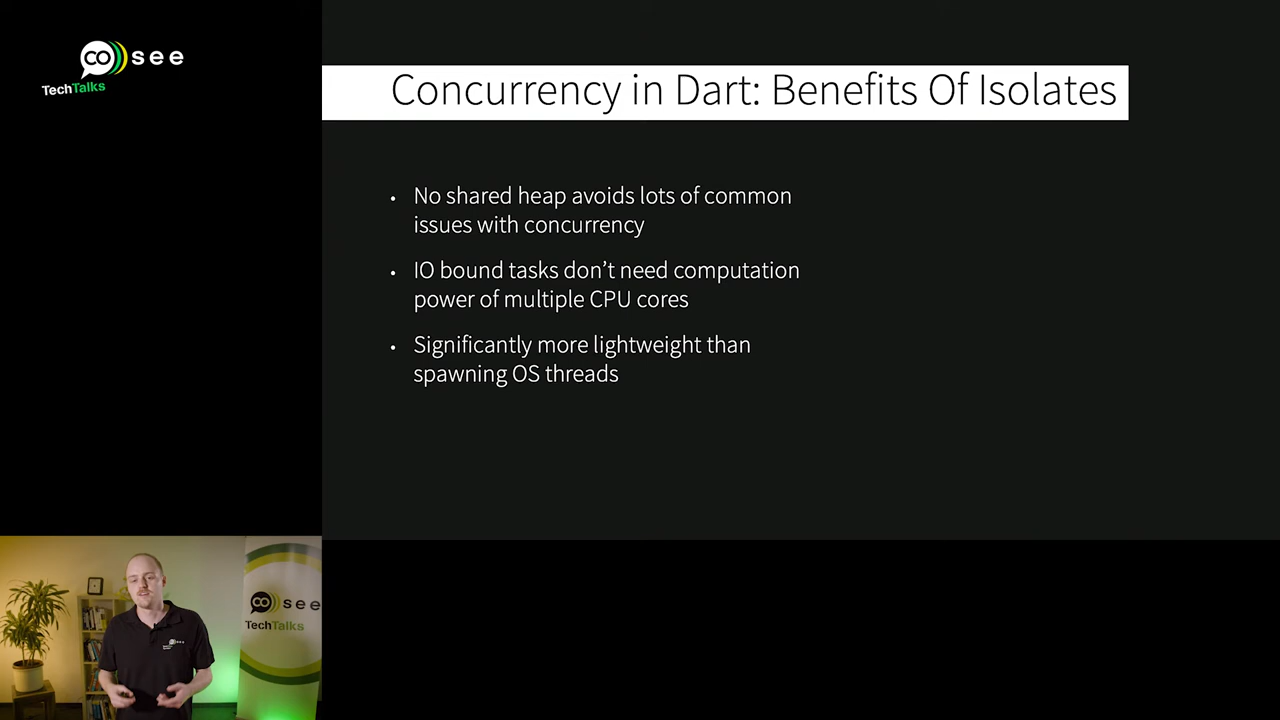 co see
TechTalks
Concurrency in Dart: Benefits Of Isolates
• No shared heap avoids lots of common
issues with concurrency
• IO bound tasks don’t need computation
power of multiple CPU cores
• Significantly more lightweight than
spawning OS threads
co see
TechTalks